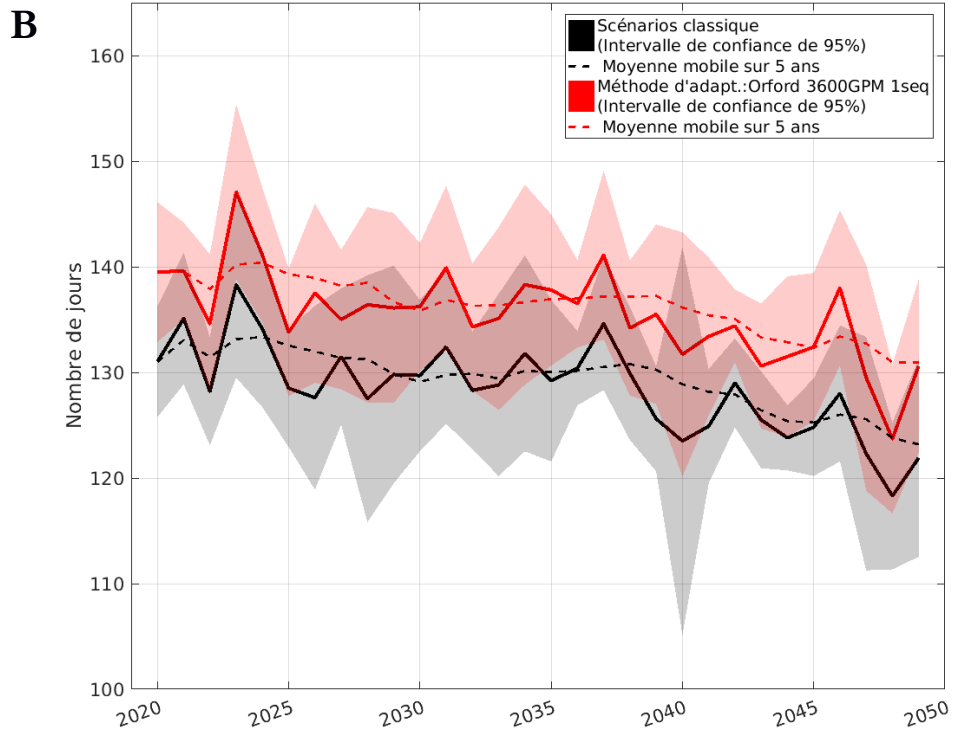 B
Scénarios classique
(Intervalle de confiance de 95%)
Moyenne mobile sur 5 ans
Méthode d'adapt.:Orford 3600GPM 1seq
(Intervalle de confiance de 95%)
Moyenne mobile sur 5 ans
Nombre de jours
160
150
140
130
120
110
100
2020
2025
2030
2035
2040
2045
2050